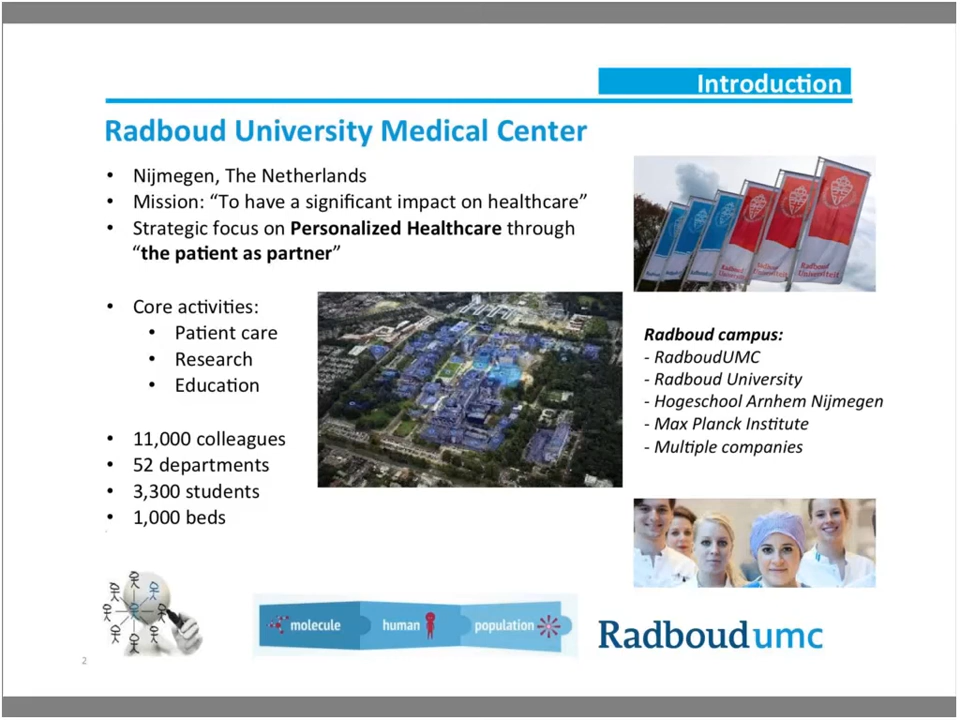 Introduction
Radboud University Medical Center
• Nijmegen, The Netherlands
• Mission: “To have a significant impact on healthcare”
• Strategic focus on Personalized Healthcare through
“the patient as partner”
• Core activities:
• Patient care
• Research
• Education
• 11,000 colleagues
• 52 departments
• 3,300 students
• 1,000 beds
Radboud
Universiteit
Radboud campus:
- RadboudUMC
- Radboud University
- Hogeschool Arnhem Nijmegen
- Max Planck Institute
- Multiple companies
molecule
human
population
Radboudumc
2